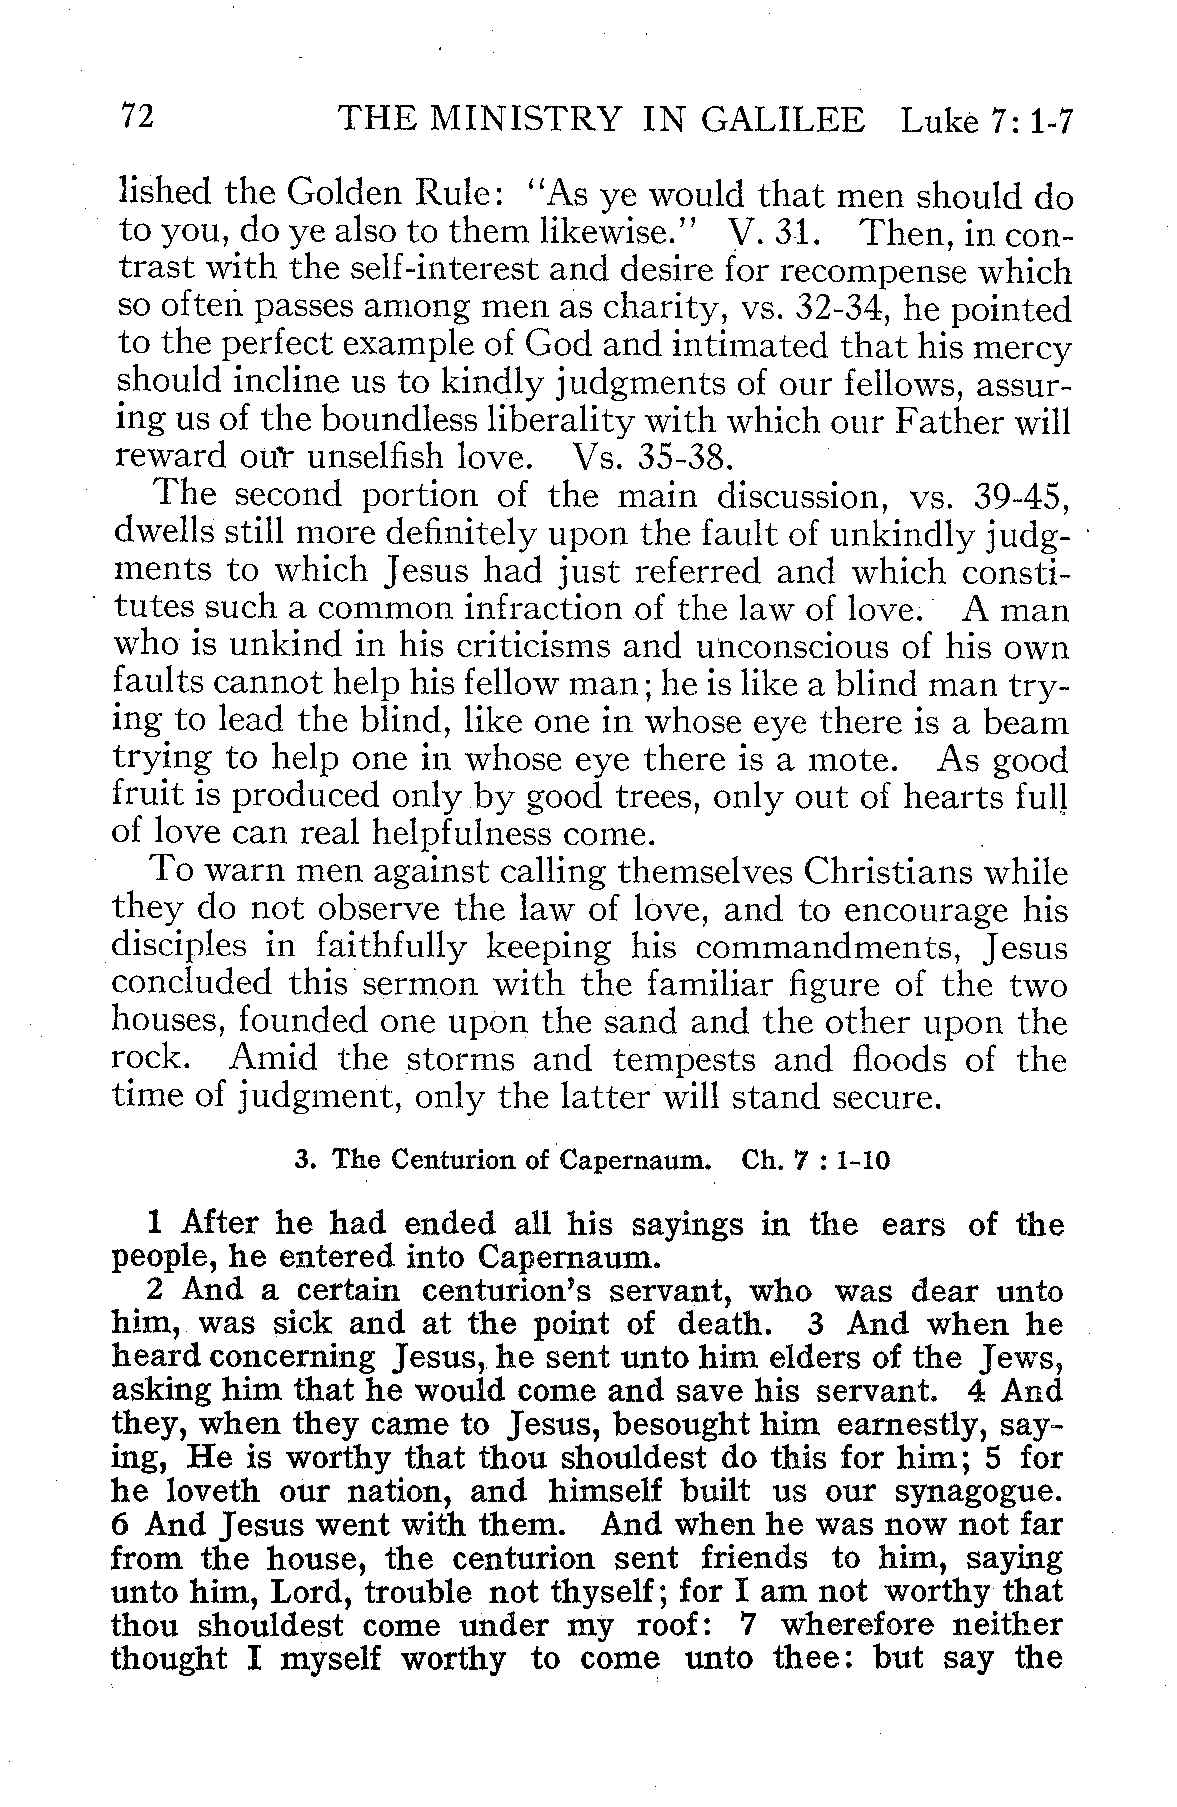 72 THE MINISTRY IN GALILEE Luke 7: 1-7
lished the Golden Rule: "As ye would that men should do
to you, do ye also to them likewise." V. 31. Then, in con-
trast with the self-interest and desire for recompense which
so often passes among men as charity, vs. 32-34, he pointed
to the perfect example of God and intimated that his mercy
should incline us to kindly judgments of our fellows, assur-
ing us of the boundless liberality with which our Father will
reward our unselfish love. Vs. 35-38.
The second portion of the main discussion, vs. 39-45,
dwells still more definitely upon the fault of unkindly judg-
ments to which Jesus had just referred and which consti-
tutes such a common infraction of the law of love. A man
who is unkind in his criticisms and unconscious of his own
faults cannot help his fellow man; he is like a blind man try-
ing to lead the blind, like one in whose eye there is a beam
trying to help one in whose eye there is a mote. As good
fruit is produced only by good trees, only out of hearts full
of love can real helpfulness come.
To warn men against calling themselves Christians while
they do not observe the law of love, and to encourage his
disciples in faithfully keeping his commandments, Jesus
concluded this sermon with the familiar figure of the two
houses, founded one upon the sand and the other upon the
rock. Amid the storms and tempests and floods of the
time of judgment, only the latter will stand secure.
3. The Centurion of Capernaum. Ch. 7 : 1-10
1 After he had ended all his sayings in the ears of the
people, he entered into Capernaum.
2 And a certain centurion's servant, who was dear unto
him, was sick and at the point of death. 3 And when he
heard concerning Jesus, he sent unto him elders of the Jews,
asking him that he would come and save his servant. 4 And
they, when they came to Jesus, besought him earnestly, say-
ing, He is worthy that thou shouldest do this for him; 5 for
he loveth our nation, and himself built us our synagogue.
6 And Jesus went with them. And when he was now not far
from the house, the centurion sent friends to him, saying
unto him, Lord, trouble not thyself; for I am not worthy that
thou shouldest come under my roof: 7 wherefore neither
thought I myself worthy to come unto thee: but say the